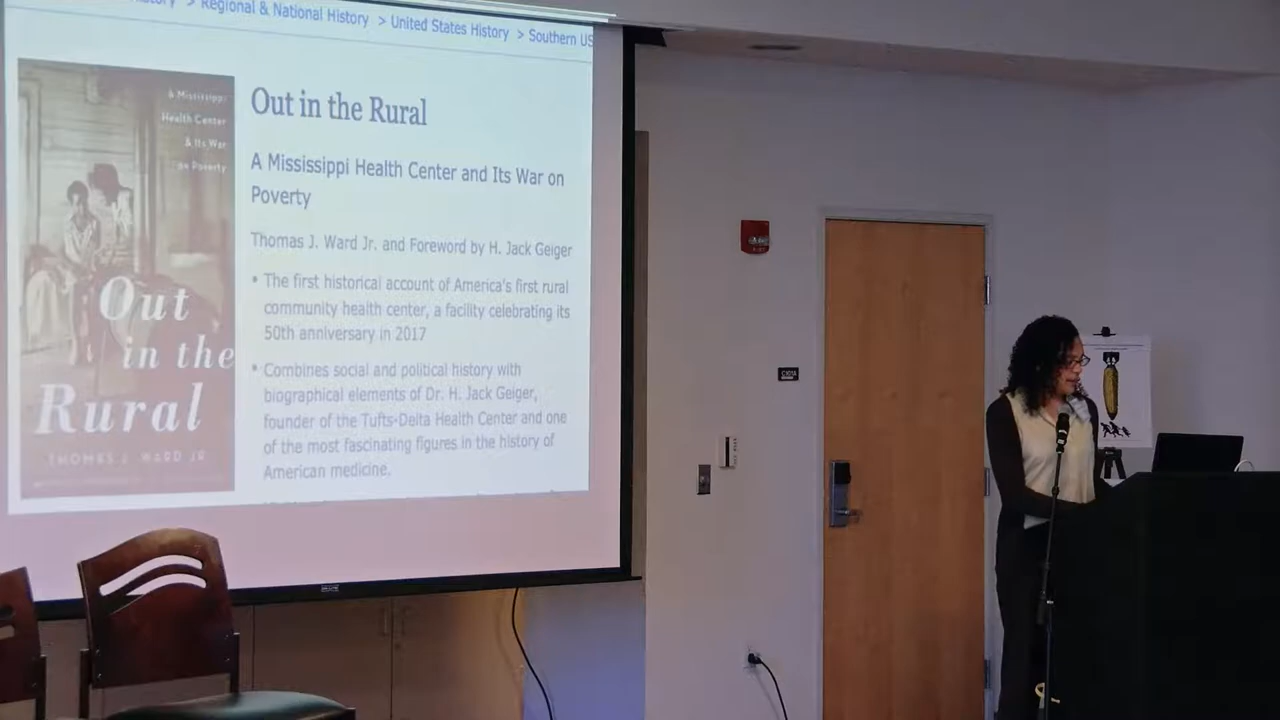 story > Regional & National History > United States History > Southern US
A Mississippi
Health Center
& Its War
on Poverty
Out
in the
Rural
THOMAS J. WARD JR
Out in the Rural
A Mississippi Health Center and Its War on
Poverty
Thomas J. Ward Jr. and Foreword by H. Jack Geiger
• The first historical account of America's first rural
community health center, a facility celebrating its
50th anniversary in 2017
• Combines social and political history with
biographical elements of Dr. H. Jack Geiger,
founder of the Tufts-Delta Health Center and one
of the most fascinating figures in the history of
American medicine.